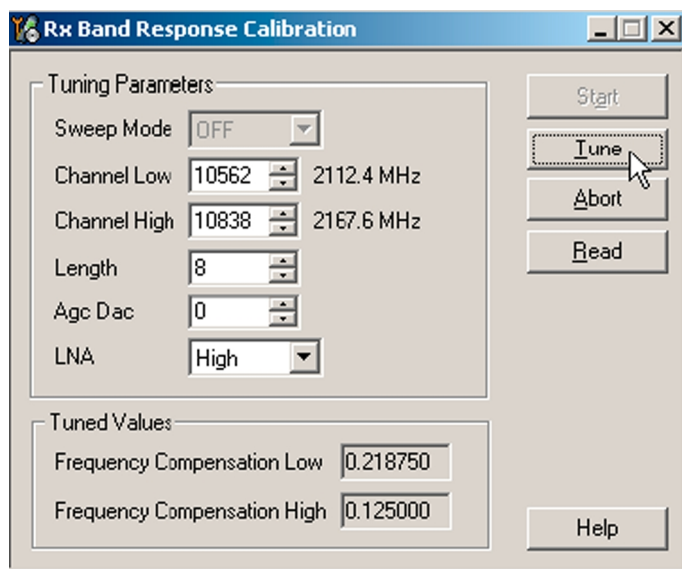 Rx Band Response Calibration
Tuning Parameters
Sweep Mode OFF
Channel Low 10562 2112.4 MHz
Channel High 10838 2167.6 MHz
Length 8
Agc Dac 0
LNA High
Start
Tune
Abort
Read
Tuned Values
Frequency Compensation Low 0.218750
Frequency Compensation High 0.125000
Help